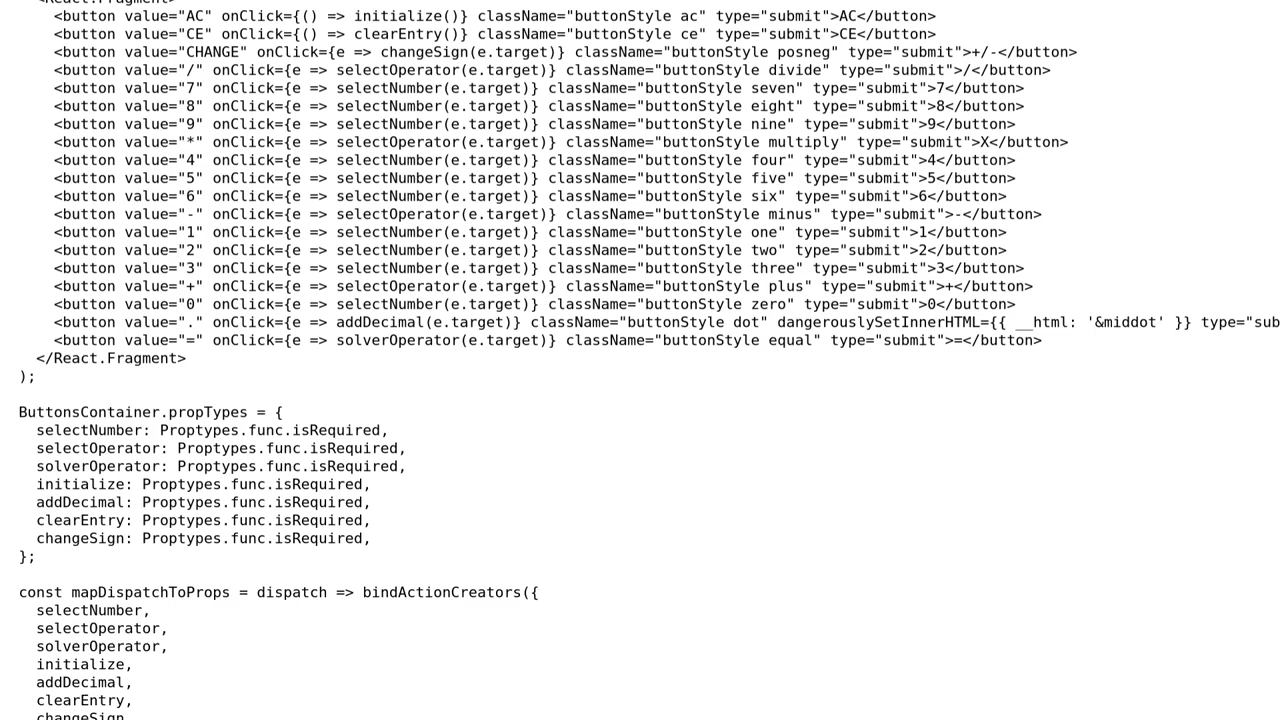 <React.Fragment>
<button value="AC" onClick={() => initialize()} className="buttonStyle ac" type="submit">AC</button>
<button value="CE" onClick={() => clearEntry()} className="buttonStyle ce" type="submit">CE</button>
<button value="CHANGE" onClick={e => changeSign(e.target)} className="buttonStyle posneg" type="submit">+/-</button>
<button value="/" onClick={e => selectOperator(e.target)} className="buttonStyle divide" type="submit">/</button>
<button value="7" onClick={e => selectNumber(e.target)} className="buttonStyle seven" type="submit">7</button>
<button value="8" onClick={e => selectNumber(e.target)} className="buttonStyle eight" type="submit">8</button>
<button value="9" onClick={e => selectNumber(e.target)} className="buttonStyle nine" type="submit">9</button>
<button value="*" onClick={e => selectOperator(e.target)} className="buttonStyle multiply" type="submit">X</button>
<button value="4" onClick={e => selectNumber(e.target)} className="buttonStyle four" type="submit">4</button>
<button value="5" onClick={e => selectNumber(e.target)} className="buttonStyle five" type="submit">5</button>
<button value="6" onClick={e => selectNumber(e.target)} className="buttonStyle six" type="submit">6</button>
<button value="-" onClick={e => selectOperator(e.target)} className="buttonStyle minus" type="submit">-</button>
<button value="1" onClick={e => selectNumber(e.target)} className="buttonStyle one" type="submit">1</button>
<button value="2" onClick={e => selectNumber(e.target)} className="buttonStyle two" type="submit">2</button>
<button value="3" onClick={e => selectNumber(e.target)} className="buttonStyle three" type="submit">3</button>
<button value="+" onClick={e => selectOperator(e.target)} className="buttonStyle plus" type="submit">+</button>
<button value="0" onClick={e => selectNumber(e.target)} className="buttonStyle zero" type="submit">0</button>
<button value="." onClick={e => addDecimal(e.target)} className="buttonStyle dot" dangerouslySetInnerHTML={{ __html: '&middot' }} type="sub
<button value="=" onClick={e => solverOperator(e.target)} className="buttonStyle equal" type="submit">=</button>
</React.Fragment>
);
ButtonsContainer.propTypes = {
selectNumber: Proptypes.func.isRequired,
selectOperator: Proptypes.func.isRequired,
solverOperator: Proptypes.func.isRequired,
initialize: Proptypes.func.isRequired,
addDecimal: Proptypes.func.isRequired,
clearEntry: Proptypes.func.isRequired,
changeSign: Proptypes.func.isRequired,
};
const mapDispatchToProps = dispatch => bindActionCreators({
selectNumber,
selectOperator,
solverOperator,
initialize,
addDecimal,
clearEntry,
changeSign